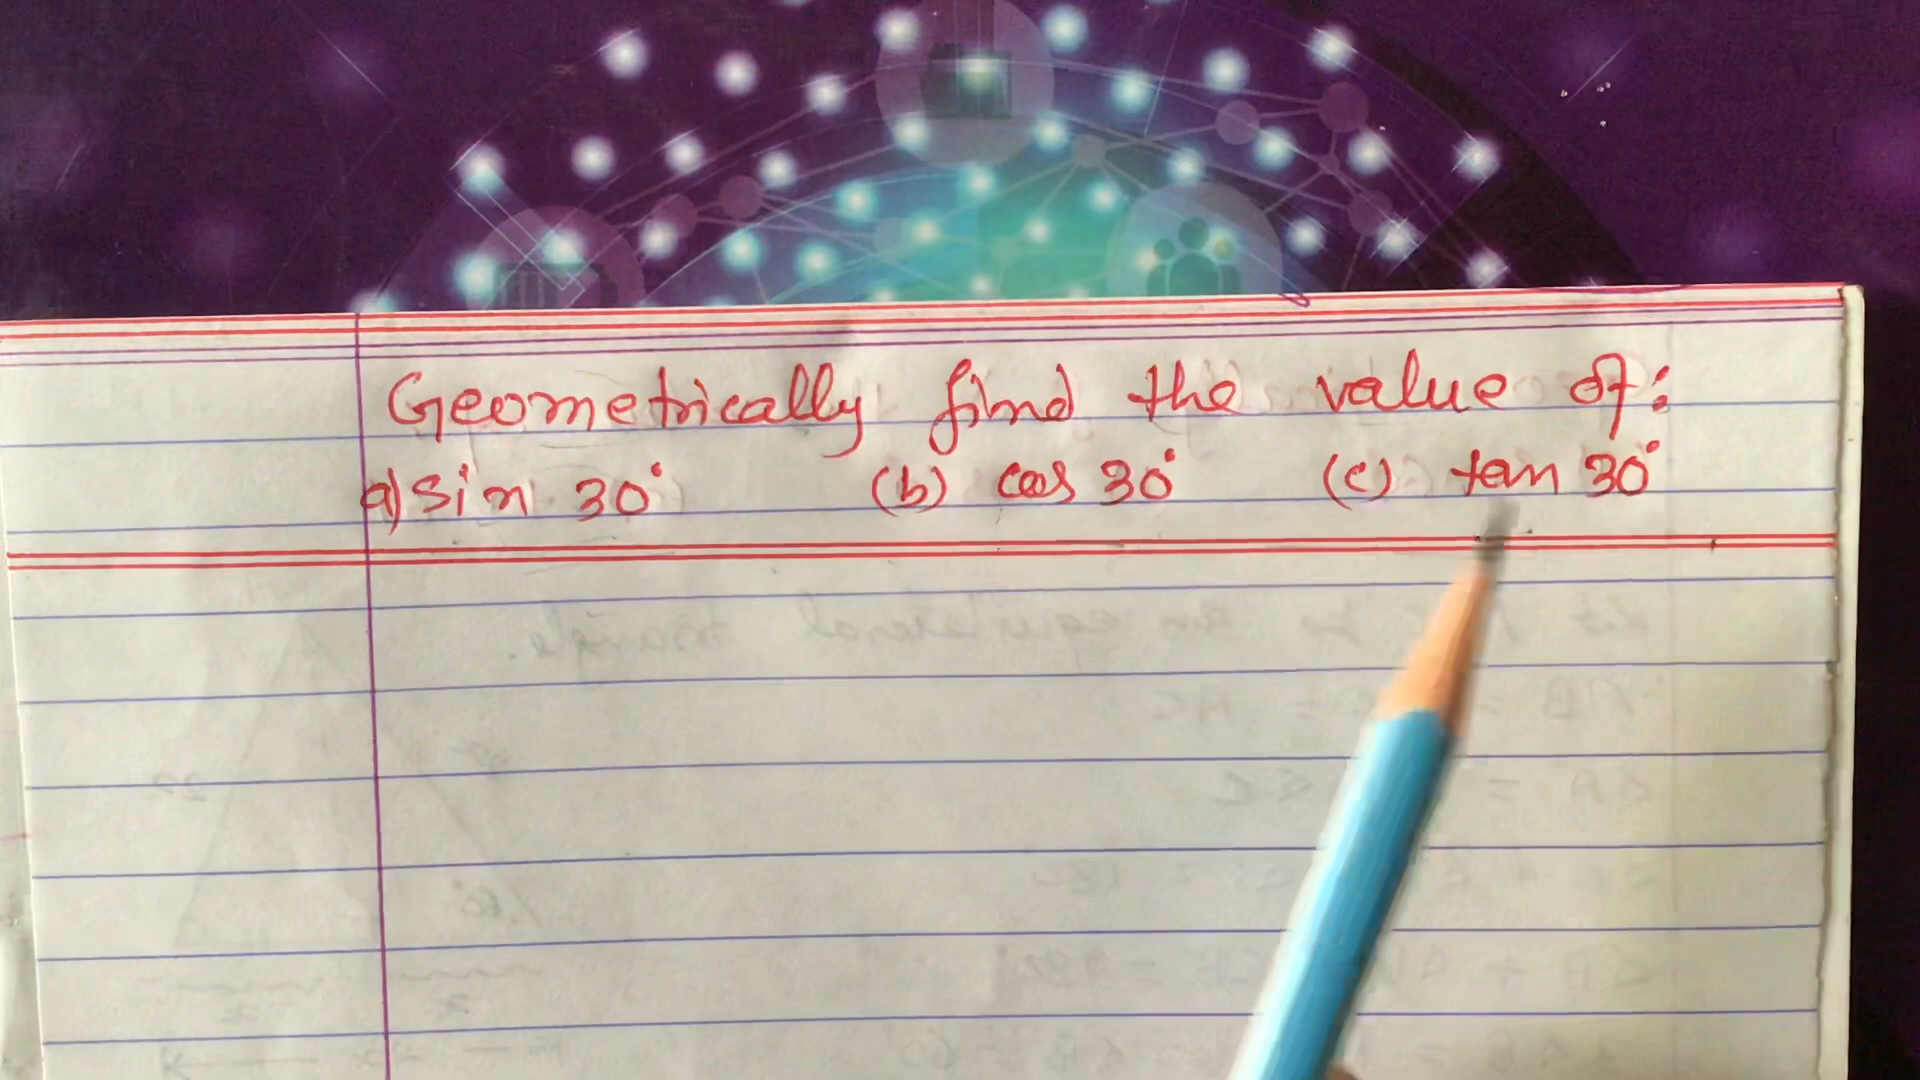 Geometrically find the value of:
a) sin 30° (b) cos 30° (c) tan 30°